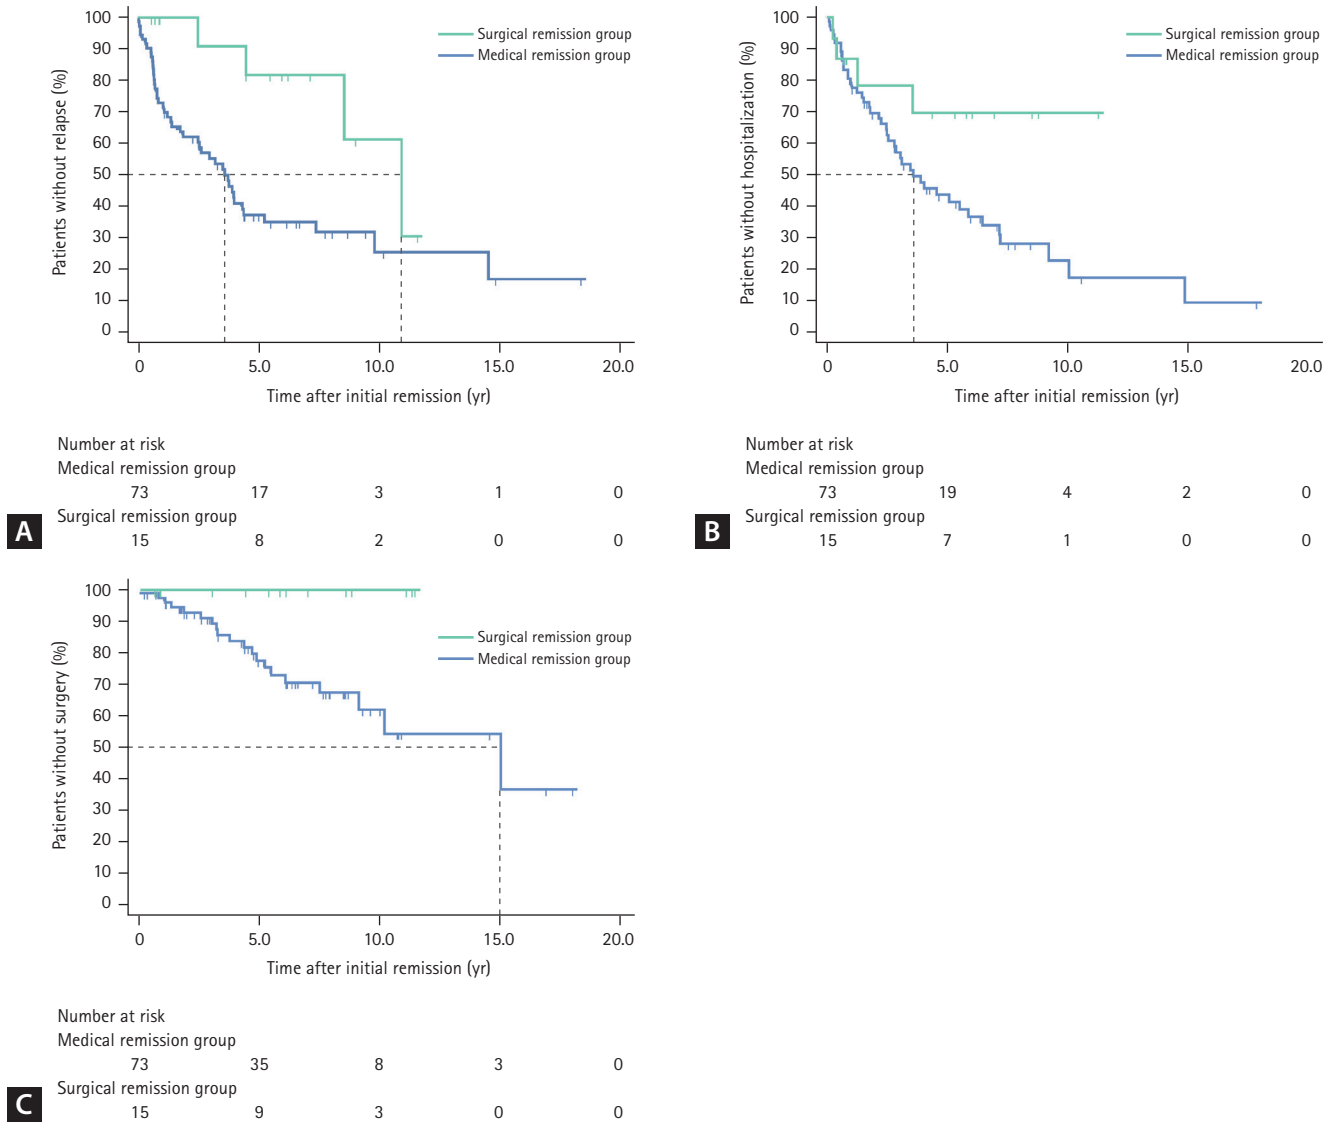 Patients without relapse (%)
100
90
80
70
60
50
40
30
20
10
0
Surgical remission group
Medical remission group
0 5.0 10.0 15.0 20.0
Time after initial remission (yr)
Number at risk
Medical remission group
73 17 3 1 0
Surgical remission group
15 8 2 0 0
A
Patients without hospitalization (%)
100
90
80
70
60
50
40
30
20
10
0
Surgical remission group
Medical remission group
0 5.0 10.0 15.0 20.0
Time after initial remission (yr)
Number at risk
Medical remission group
73 19 4 2 0
Surgical remission group
15 7 1 0 0
B
Patients without surgery (%)
100
90
80
70
60
50
40
30
20
10
0
Surgical remission group
Medical remission group
0 5.0 10.0 15.0 20.0
Time after initial remission (yr)
Number at risk
Medical remission group
73 35 8 3 0
Surgical remission group
15 9 3 0 0
C